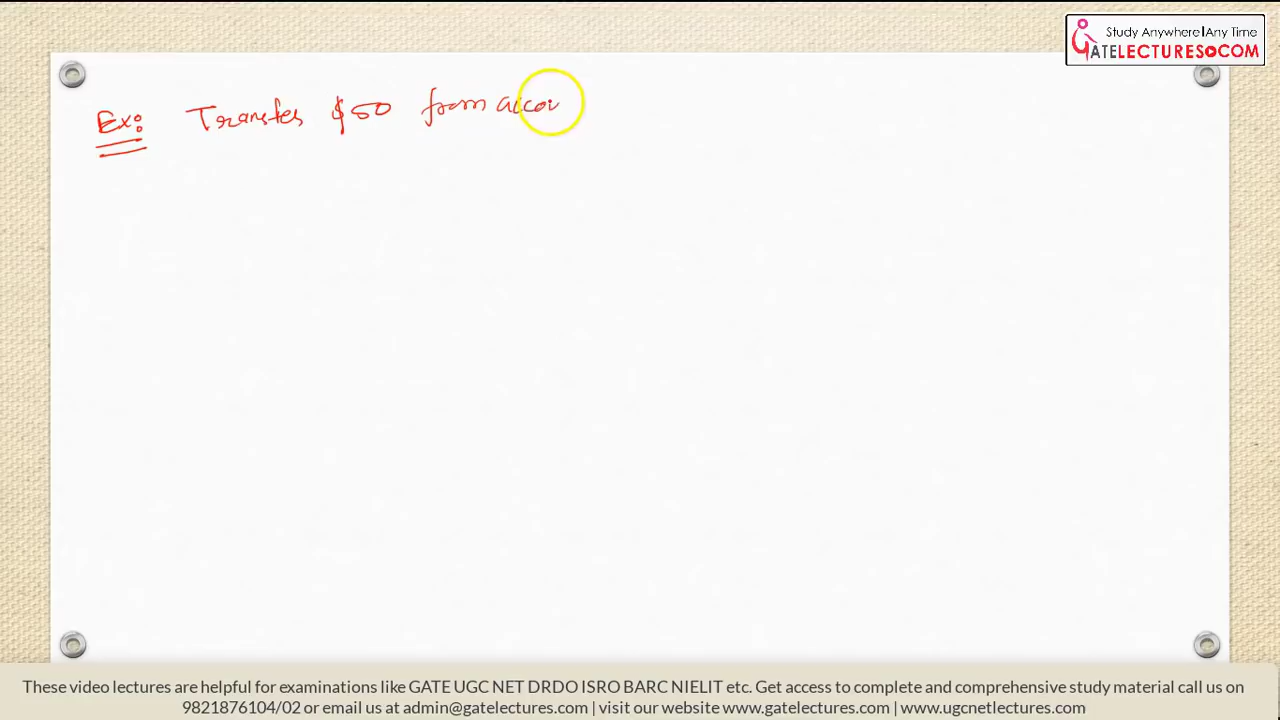 Study Anywhere|Any Time
GATELECTURES.COM
Ex: Transfer $50 from accou
These video lectures are helpful for examinations like GATE UGC NET DRDO ISRO BARC NIELIT etc. Get access to complete and comprehensive study material call us on
9821876104/02 or email us at admin@gatelectures.com | visit our website www.gatelectures.com | www.ugcnetlectures.com